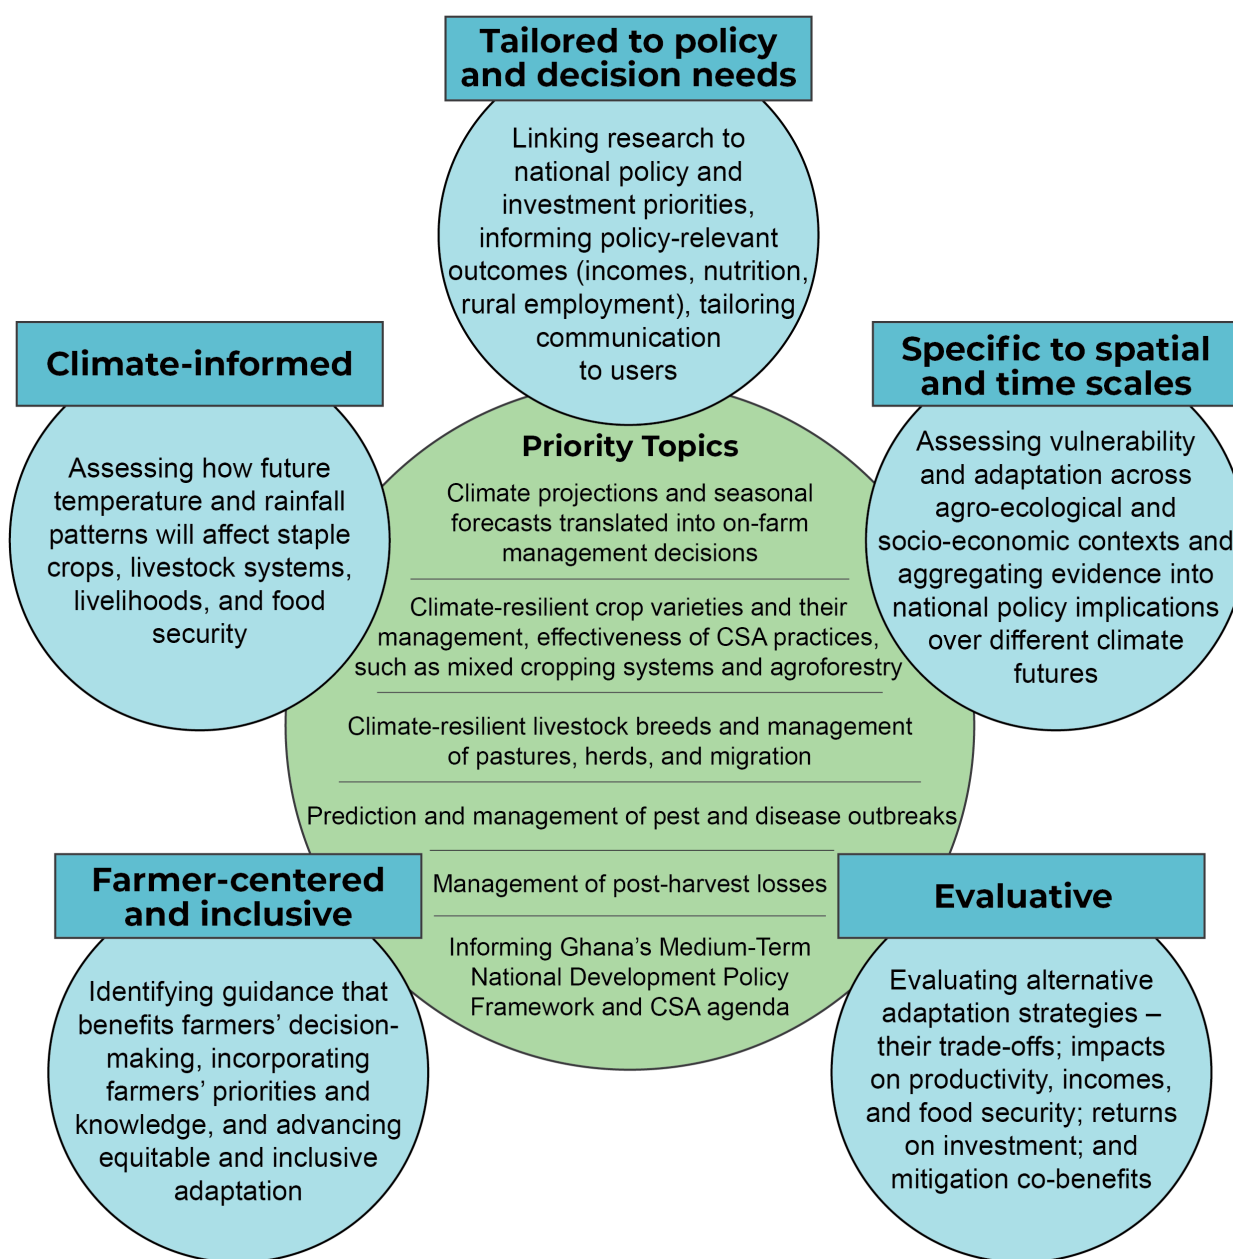 Tailored to policy
and decision needs
Linking research to
national policy and
investment priorities,
informing policy-relevant
outcomes (incomes, nutrition,
rural employment), tailoring
communication
to users
Climate-informed
Assessing how future
temperature and rainfall
patterns will affect staple
crops, livestock systems,
livelihoods, and food
security
Specific to spatial
and time scales
Assessing vulnerability
and adaptation across
agro-ecological and
socio-economic contexts and
aggregating evidence into
national policy implications
over different climate
futures
Priority Topics
Climate projections and seasonal
forecasts translated into on-farm
management decisions
Climate-resilient crop varieties and their
management, effectiveness of CSA practices,
such as mixed cropping systems and agroforestry
Climate-resilient livestock breeds and management
of pastures, herds, and migration
Prediction and management of pest and disease outbreaks
Management of post-harvest losses
Informing Ghana’s Medium-Term
National Development Policy
Framework and CSA agenda
Farmer-centered
and inclusive
Identifying guidance that
benefits farmers’ decision-
making, incorporating
farmers’ priorities and
knowledge, and advancing
equitable and inclusive
adaptation
Evaluative
Evaluating alternative
adaptation strategies –
their trade-offs; impacts
on productivity, incomes,
and food security; returns
on investment; and
mitigation co-benefits